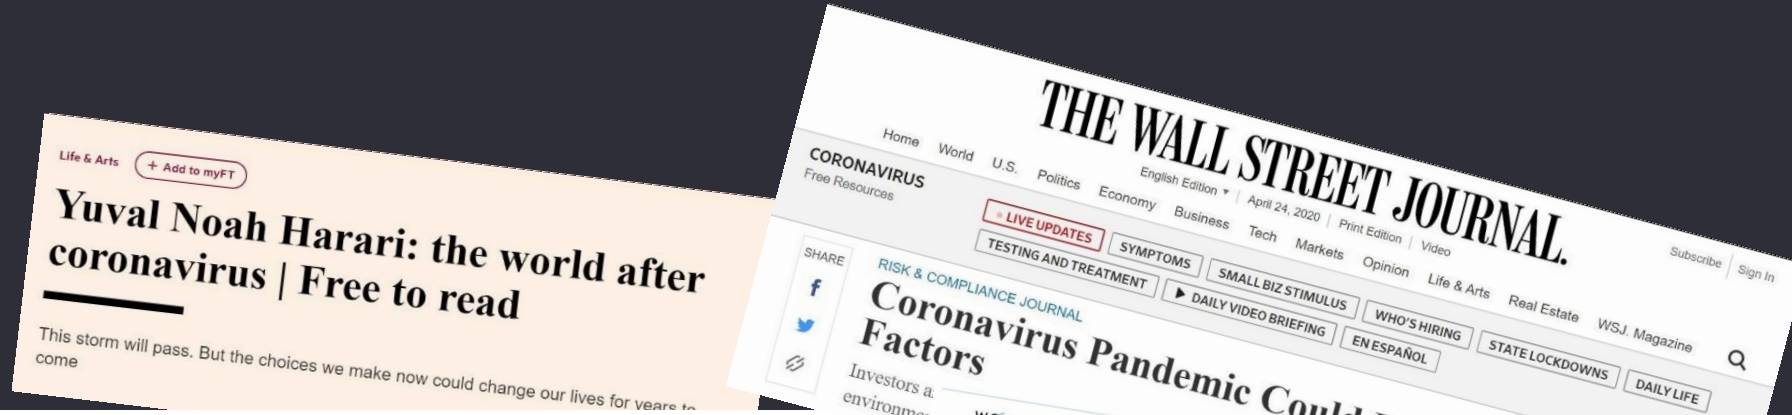 Life & Arts
+ Add to myFT
Yuval Noah Harari: the world after
coronavirus | Free to read
This storm will pass. But the choices we make now could change our lives for years to
come
THE WALL STREET JOURNAL.
English Edition ▼ | April 24, 2020 | Print Edition | Video
Subscribe | Sign In
Home World U.S. Politics Economy Business Tech Markets Opinion Life & Arts Real Estate WSJ. Magazine
CORONAVIRUS
Free Resources
LIVE UPDATES SYMPTOMS SMALL BIZ STIMULUS WHO'S HIRING STATE LOCKDOWNS DAILY LIFE
TESTING AND TREATMENT ▶ DAILY VIDEO BRIEFING EN ESPAÑOL
SHARE
RISK & COMPLIANCE JOURNAL
Coronavirus Pandemic Could
Factors
Investors